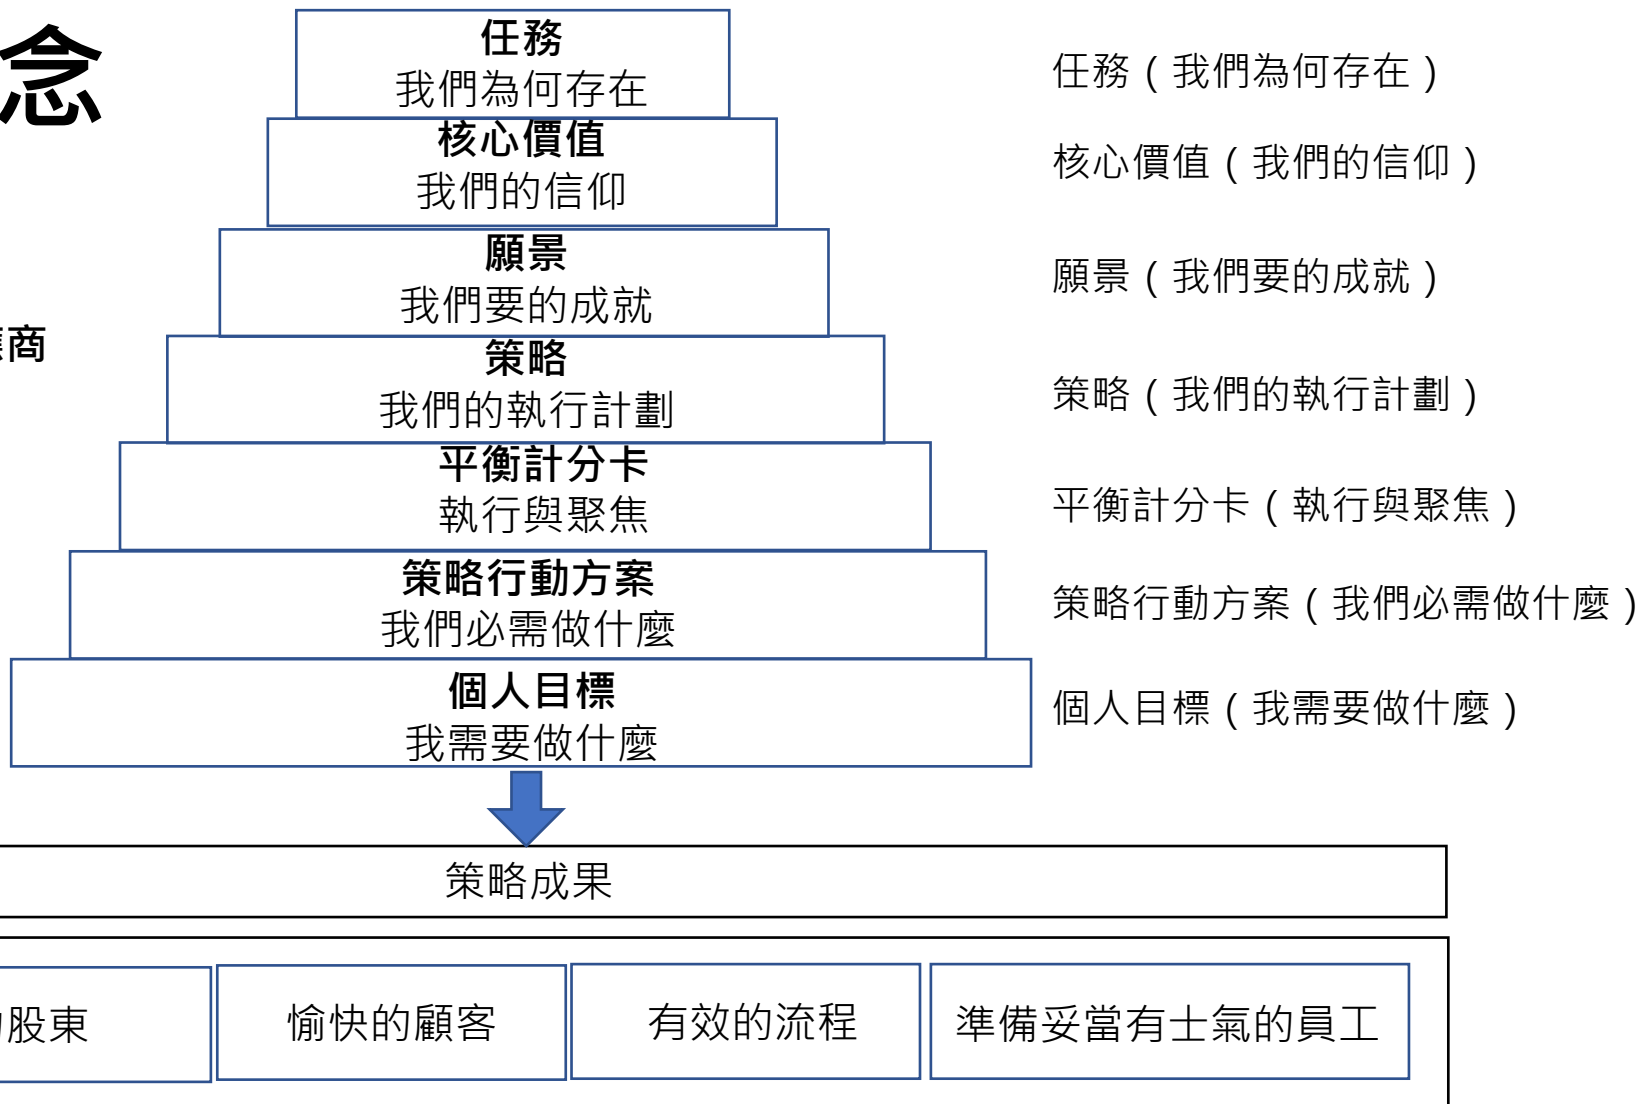 念
任務
我們為何存在
任務（我們為何存在）
核心價值
我們的信仰
核心價值（我們的信仰）
願景
我們要的成就
願景（我們要的成就）
商
策略
我們的執行計劃
策略（我們的執行計劃）
平衡計分卡
執行與聚焦
平衡計分卡（執行與聚焦）
策略行動方案
我們必需做什麼
策略行動方案（我們必需做什麼）
個人目標
我需要做什麼
個人目標（我需要做什麼）
策略成果
股東
愉快的顧客
有效的流程
準備妥當有士氣的員工